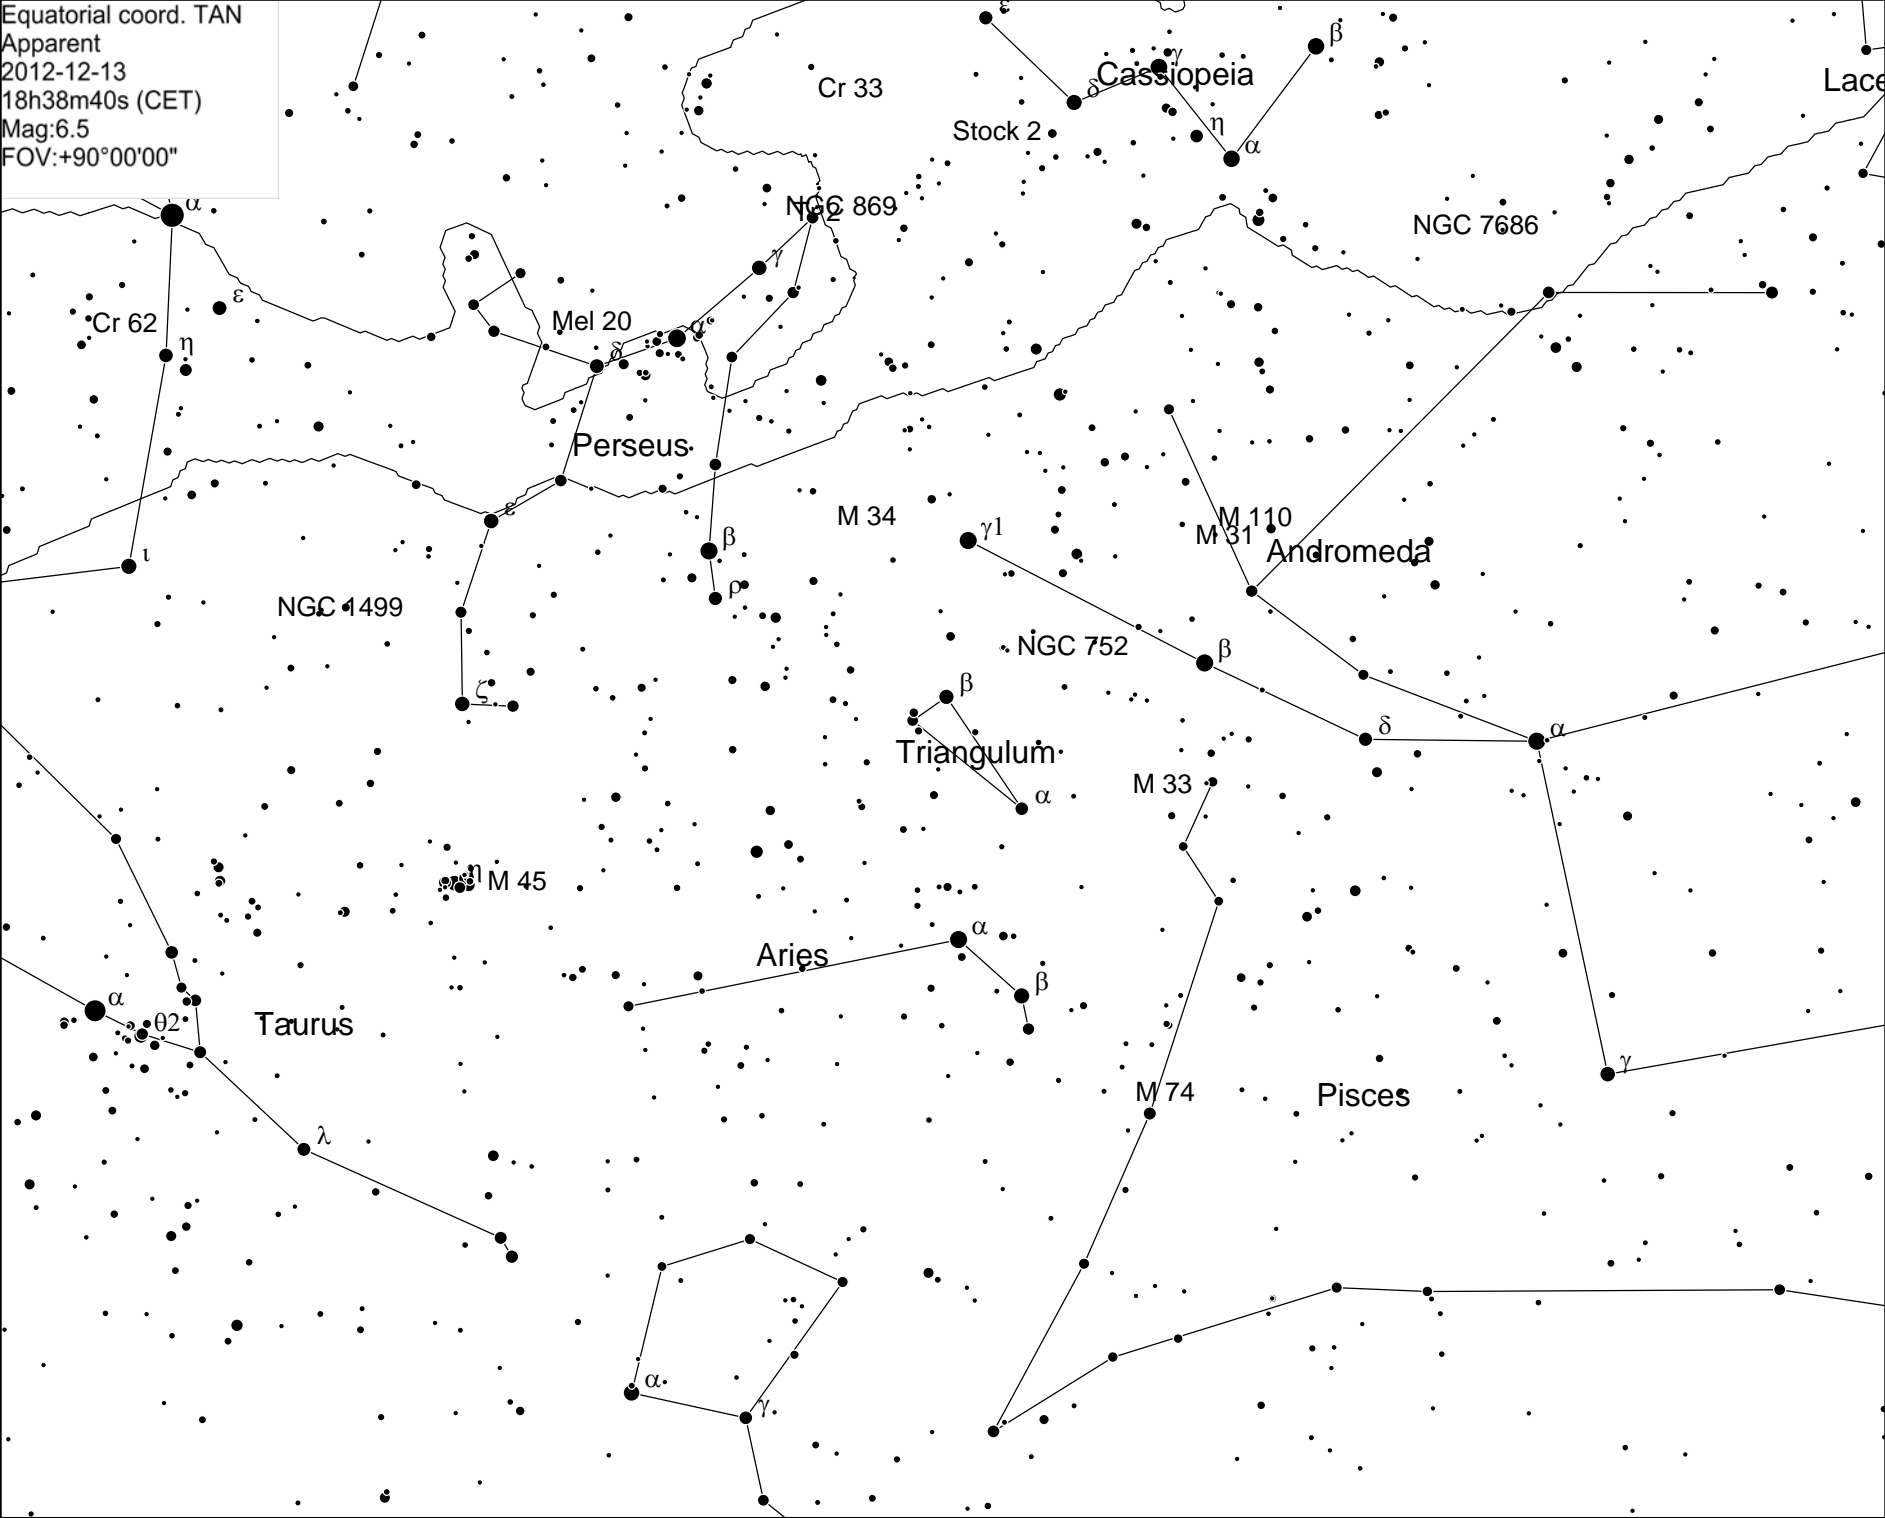 Equatorial coord. TAN
Apparent
2012-12-13
18h38m40s (CET)
Mag:6.5
FOV:+90°00'00"
ε
β
γ
Cassiopeia
Cr 33
δ
Stock 2
η
α
α
NGC 869
NGC 7686
γ
ε
Cr 62
Mel 20
α
η
δ
Perseus
ε
M 34
M 110
M 31
γ1
Andromeda
β
ι
ρ
NGC 1499
NGC 752
β
ζ
β
δ
α
Triangulum
M 33
α
η
M 45
α
Aries
β
α
θ2
Taurus
γ
M 74
Pisces
λ
α
γ